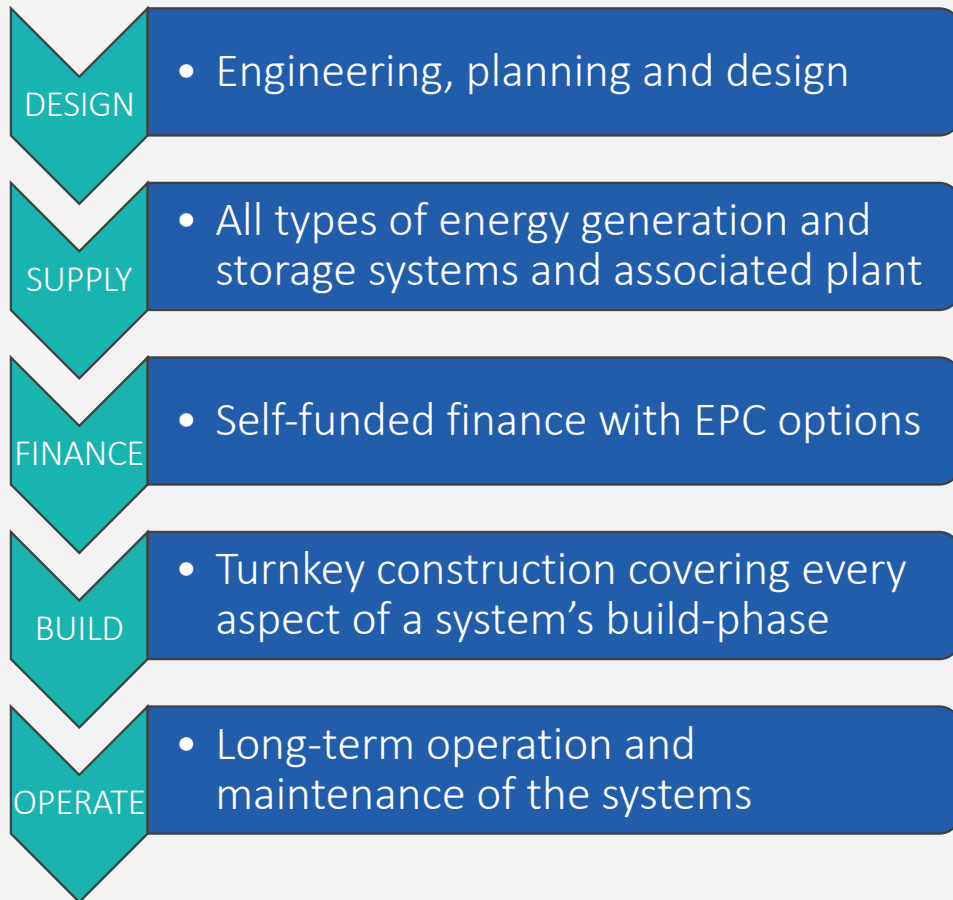 DESIGN
• Engineering, planning and design
SUPPLY
• All types of energy generation and
storage systems and associated plant
FINANCE
• Self-funded finance with EPC options
BUILD
• Turnkey construction covering every
aspect of a system’s build-phase
OPERATE
• Long-term operation and
maintenance of the systems